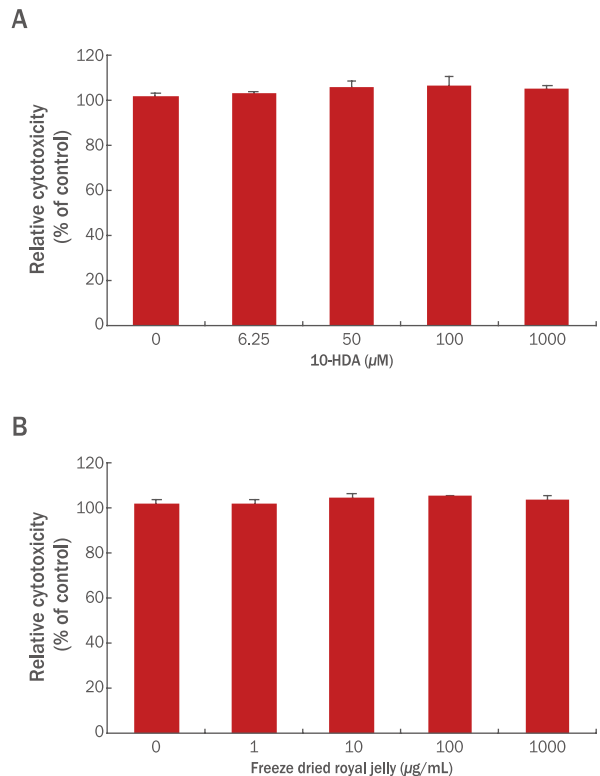 A
Relative cytotoxicity
(% of control)
120
100
80
60
40
20
0
0 6.25 50 100 1000
10-HDA (µM)
B
Relative cytotoxicity
(% of control)
120
100
80
60
40
20
0
0 1 10 100 1000
Freeze dried royal jelly (µg/mL)